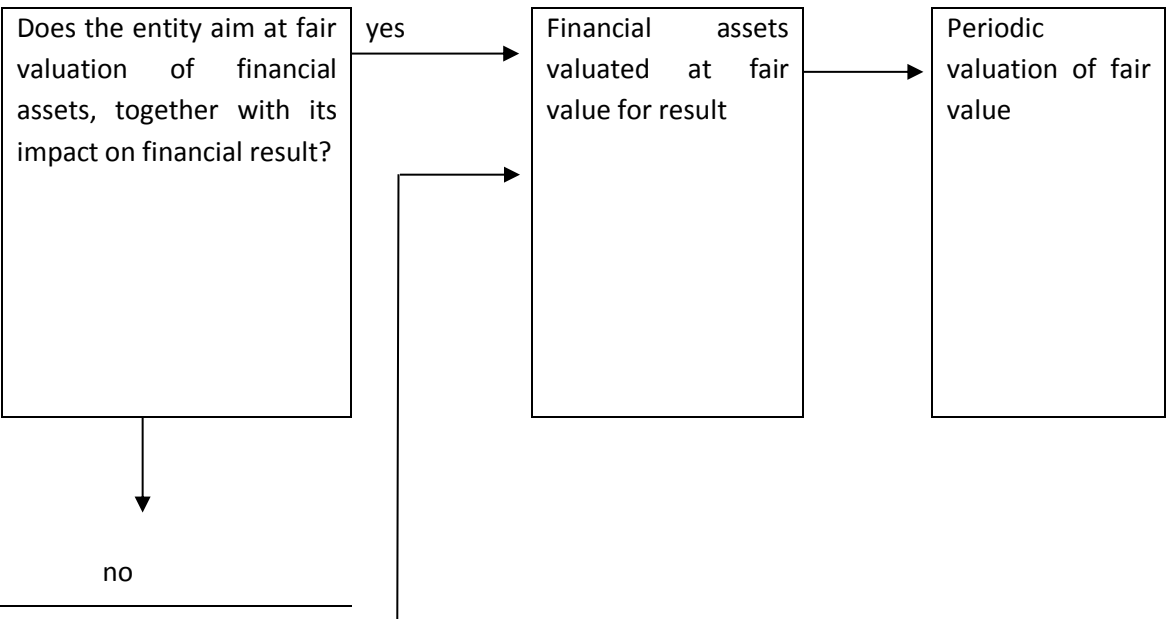 Does the entity aim at fair
valuation of financial
assets, together with its
impact on financial result?
yes
Financial assets
valuated at fair
value for result
Periodic
valuation of fair
value
no